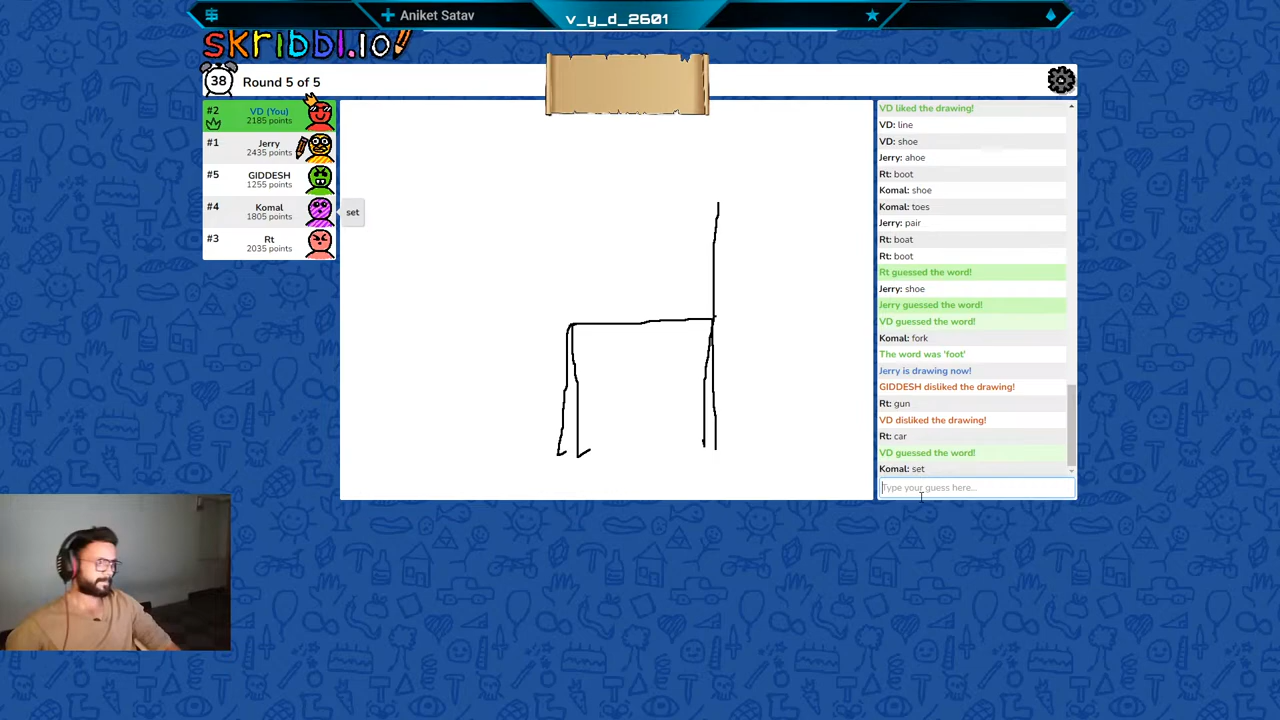 Aniket Satav
v_y_d_2601
skribbl.io
38
Round 5 of 5
#2
VD (You)
2185 points
#1
Jerry
2435 points
#5
GIDDESH
1255 points
#4
Komal
1805 points
set
#3
Rt
2035 points
VD liked the drawing!
VD: line
VD: shoe
Jerry: ahoe
Rt: boot
Komal: shoe
Komal: toes
Jerry: pair
Rt: boat
Rt: boot
Rt guessed the word!
Jerry: shoe
Jerry guessed the word!
VD guessed the word!
Komal: fork
The word was 'foot'
Jerry is drawing now!
GIDDESH disliked the drawing!
Rt: gun
VD disliked the drawing!
Rt: car
VD guessed the word!
Komal: set
Type your guess here...